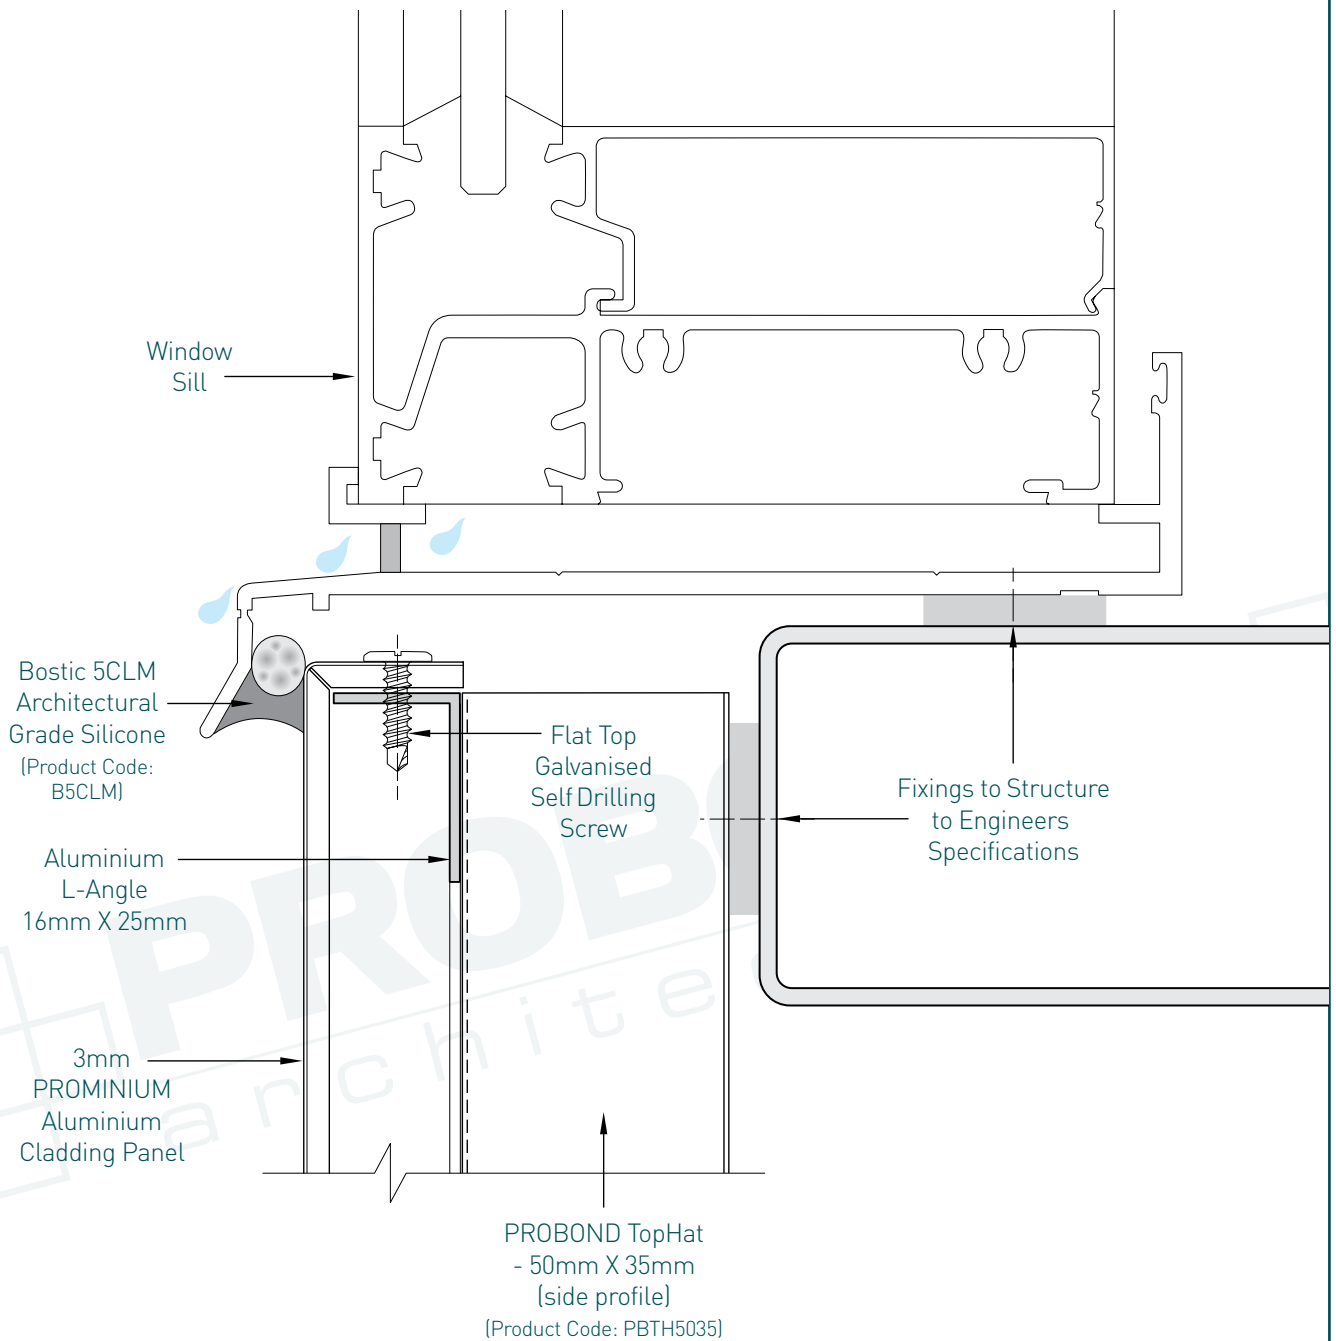 Window
Sill
Bostic 5CLM
Architectural
Grade Silicone
(Product Code:
B5CLM)
Flat Top
Galvanised
Self Drilling
Screw
Fixings to Structure
to Engineers
Specifications
Aluminium
L-Angle
16mm X 25mm
3mm
PROMINIUM
Aluminium
Cladding Panel
PROBOND TopHat
- 50mm X 35mm
(side profile)
(Product Code: PBTH5035)